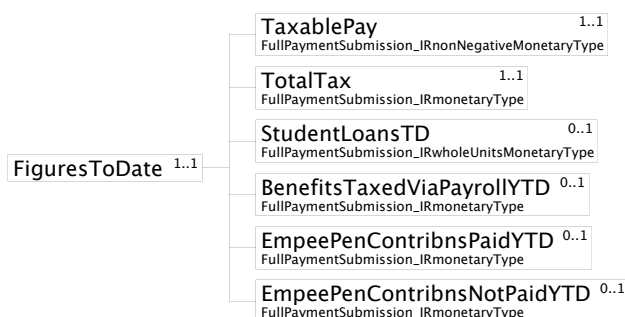 TaxablePay 1..1
FullPaymentSubmission_IRnonNegativeMonetaryType
TotalTax 1..1
FullPaymentSubmission_IRmonetaryType
StudentLoansTD 0..1
FullPaymentSubmission_IRwholeUnitsMonetaryType
FiguresToDate 1..1
BenefitsTaxedViaPayrollYTD 0..1
FullPaymentSubmission_IRmonetaryType
EmpeePenContribnsPaidYTD 0..1
FullPaymentSubmission_IRmonetaryType
EmpeePenContribnsNotPaidYTD 0..1
FullPaymentSubmission_IRmonetaryType